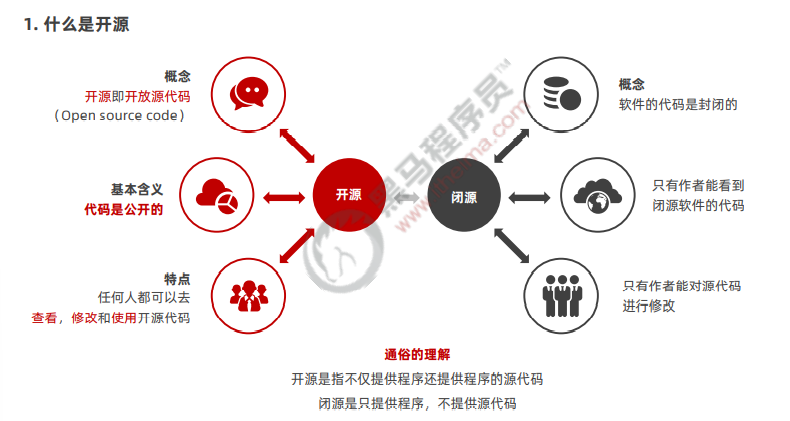 1. 什么是开源
概念
开源即开放源代码
（Open source code）
基本含义
代码是公开的
特点
任何人都可以去
查看，修改和使用开源代码
开源
闭源
概念
软件的代码是封闭的
只有作者能看到
闭源软件的代码
只有作者能对源代码
进行修改
黑马程序员™
www.itheima.com
通俗的理解
开源是指不仅提供程序还提供程序的源代码
闭源是只提供程序，不提供源代码